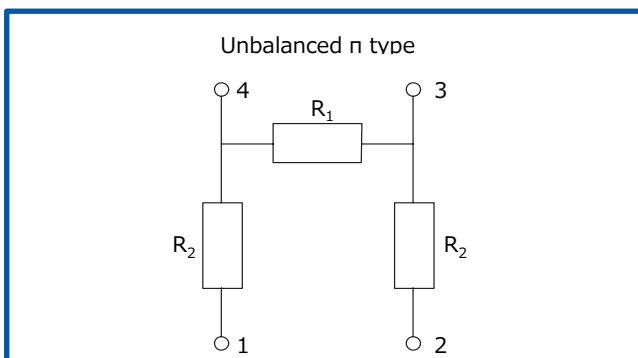 Unbalanced п type
4 3
R₁
R₂ R₂
1 2